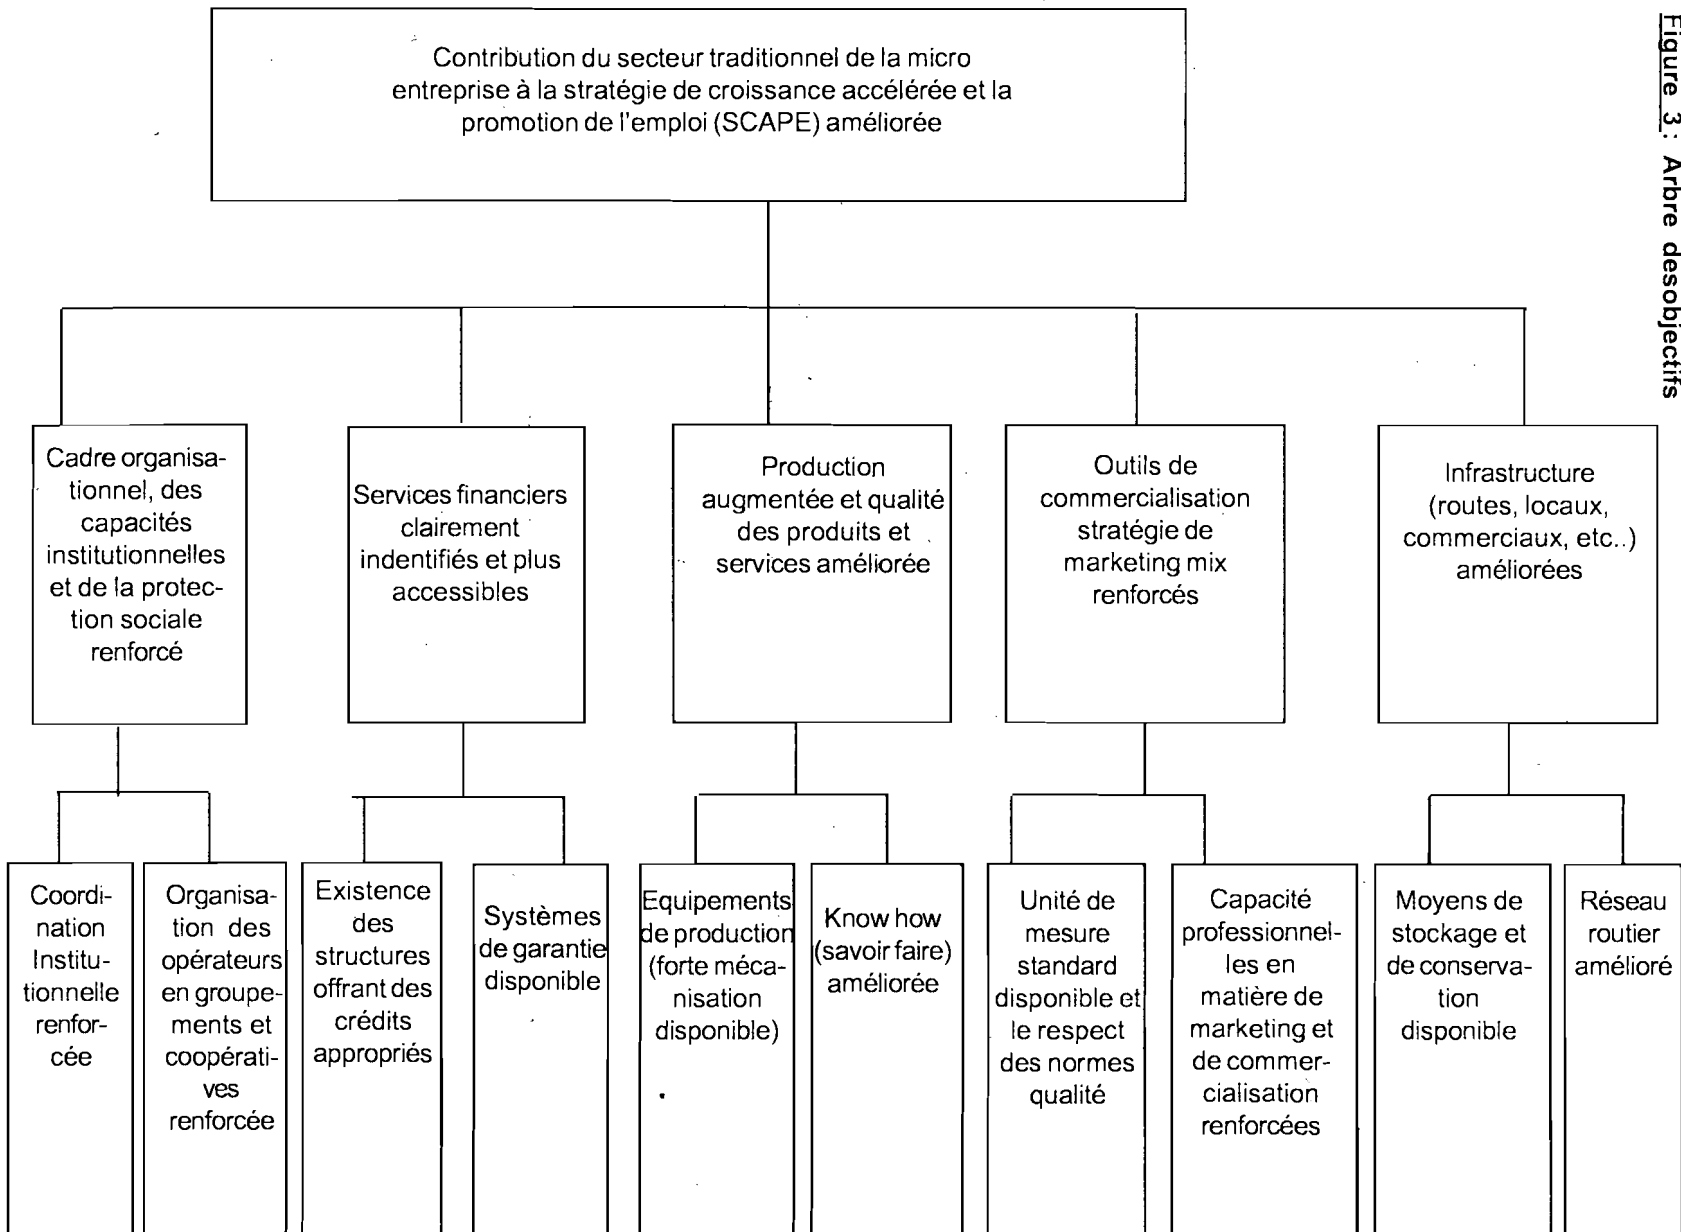 Figure 3 : Arbre desobjectifs
Contribution du secteur traditionnel de la micro
entreprise à la stratégie de croissance accélérée et la
promotion de l'emploi (SCAPE) améliorée
Cadre organisa-
tionnel, des
capacités
institutionnelles
et de la protec-
tion sociale
renforcé
Services financiers
clairement
indentifiés et plus
accessibles
Production
augmentée et qualité
des produits et
services améliorée
Outils de
commercialisation
stratégie de
marketing mix
renforcés
Infrastructure
(routes, locaux,
commerciaux, etc..)
améliorées
Coordi-
nation
Institu-
tionnelle
renfor-
cée
Organisa-
tion des
opérateurs
en groupe-
ments et
coopérati-
ves
renforcée
Existence
des
structures
offrant des
crédits
appropriés
Systèmes
de garantie
disponible
Equipements
de production
(forte méca-
nisation
disponible)
Know how
(savoir faire)
améliorée
Unité de
mesure
standard
disponible et
le respect
des normes
qualité
Capacité
professionnel-
les en
matière de
marketing et
de commer-
cialisation
renforcées
Moyens de
stockage et
de conserva-
tion
disponible
Réseau
routier
amélioré